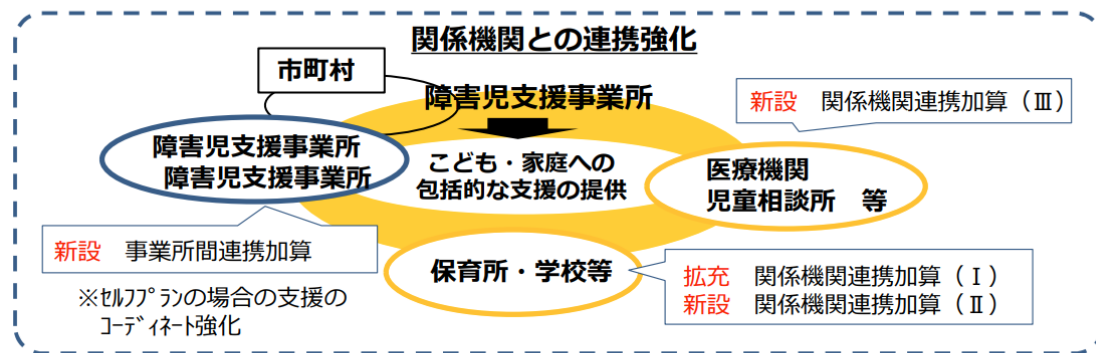 関係機関との連携強化
市町村
障害児支援事業所
新設 関係機関連携加算（Ⅲ）
障害児支援事業所
障害児支援事業所
こども・家庭への
包括的な支援の提供
医療機関
児童相談所 等
新設 事業所間連携加算
※ｾﾙﾌﾌﾟﾗﾝの場合の支援の
ｺｰﾃﾞｨﾈｰﾄ強化
保育所・学校等
拡充 関係機関連携加算（Ⅰ）
新設 関係機関連携加算（Ⅱ）